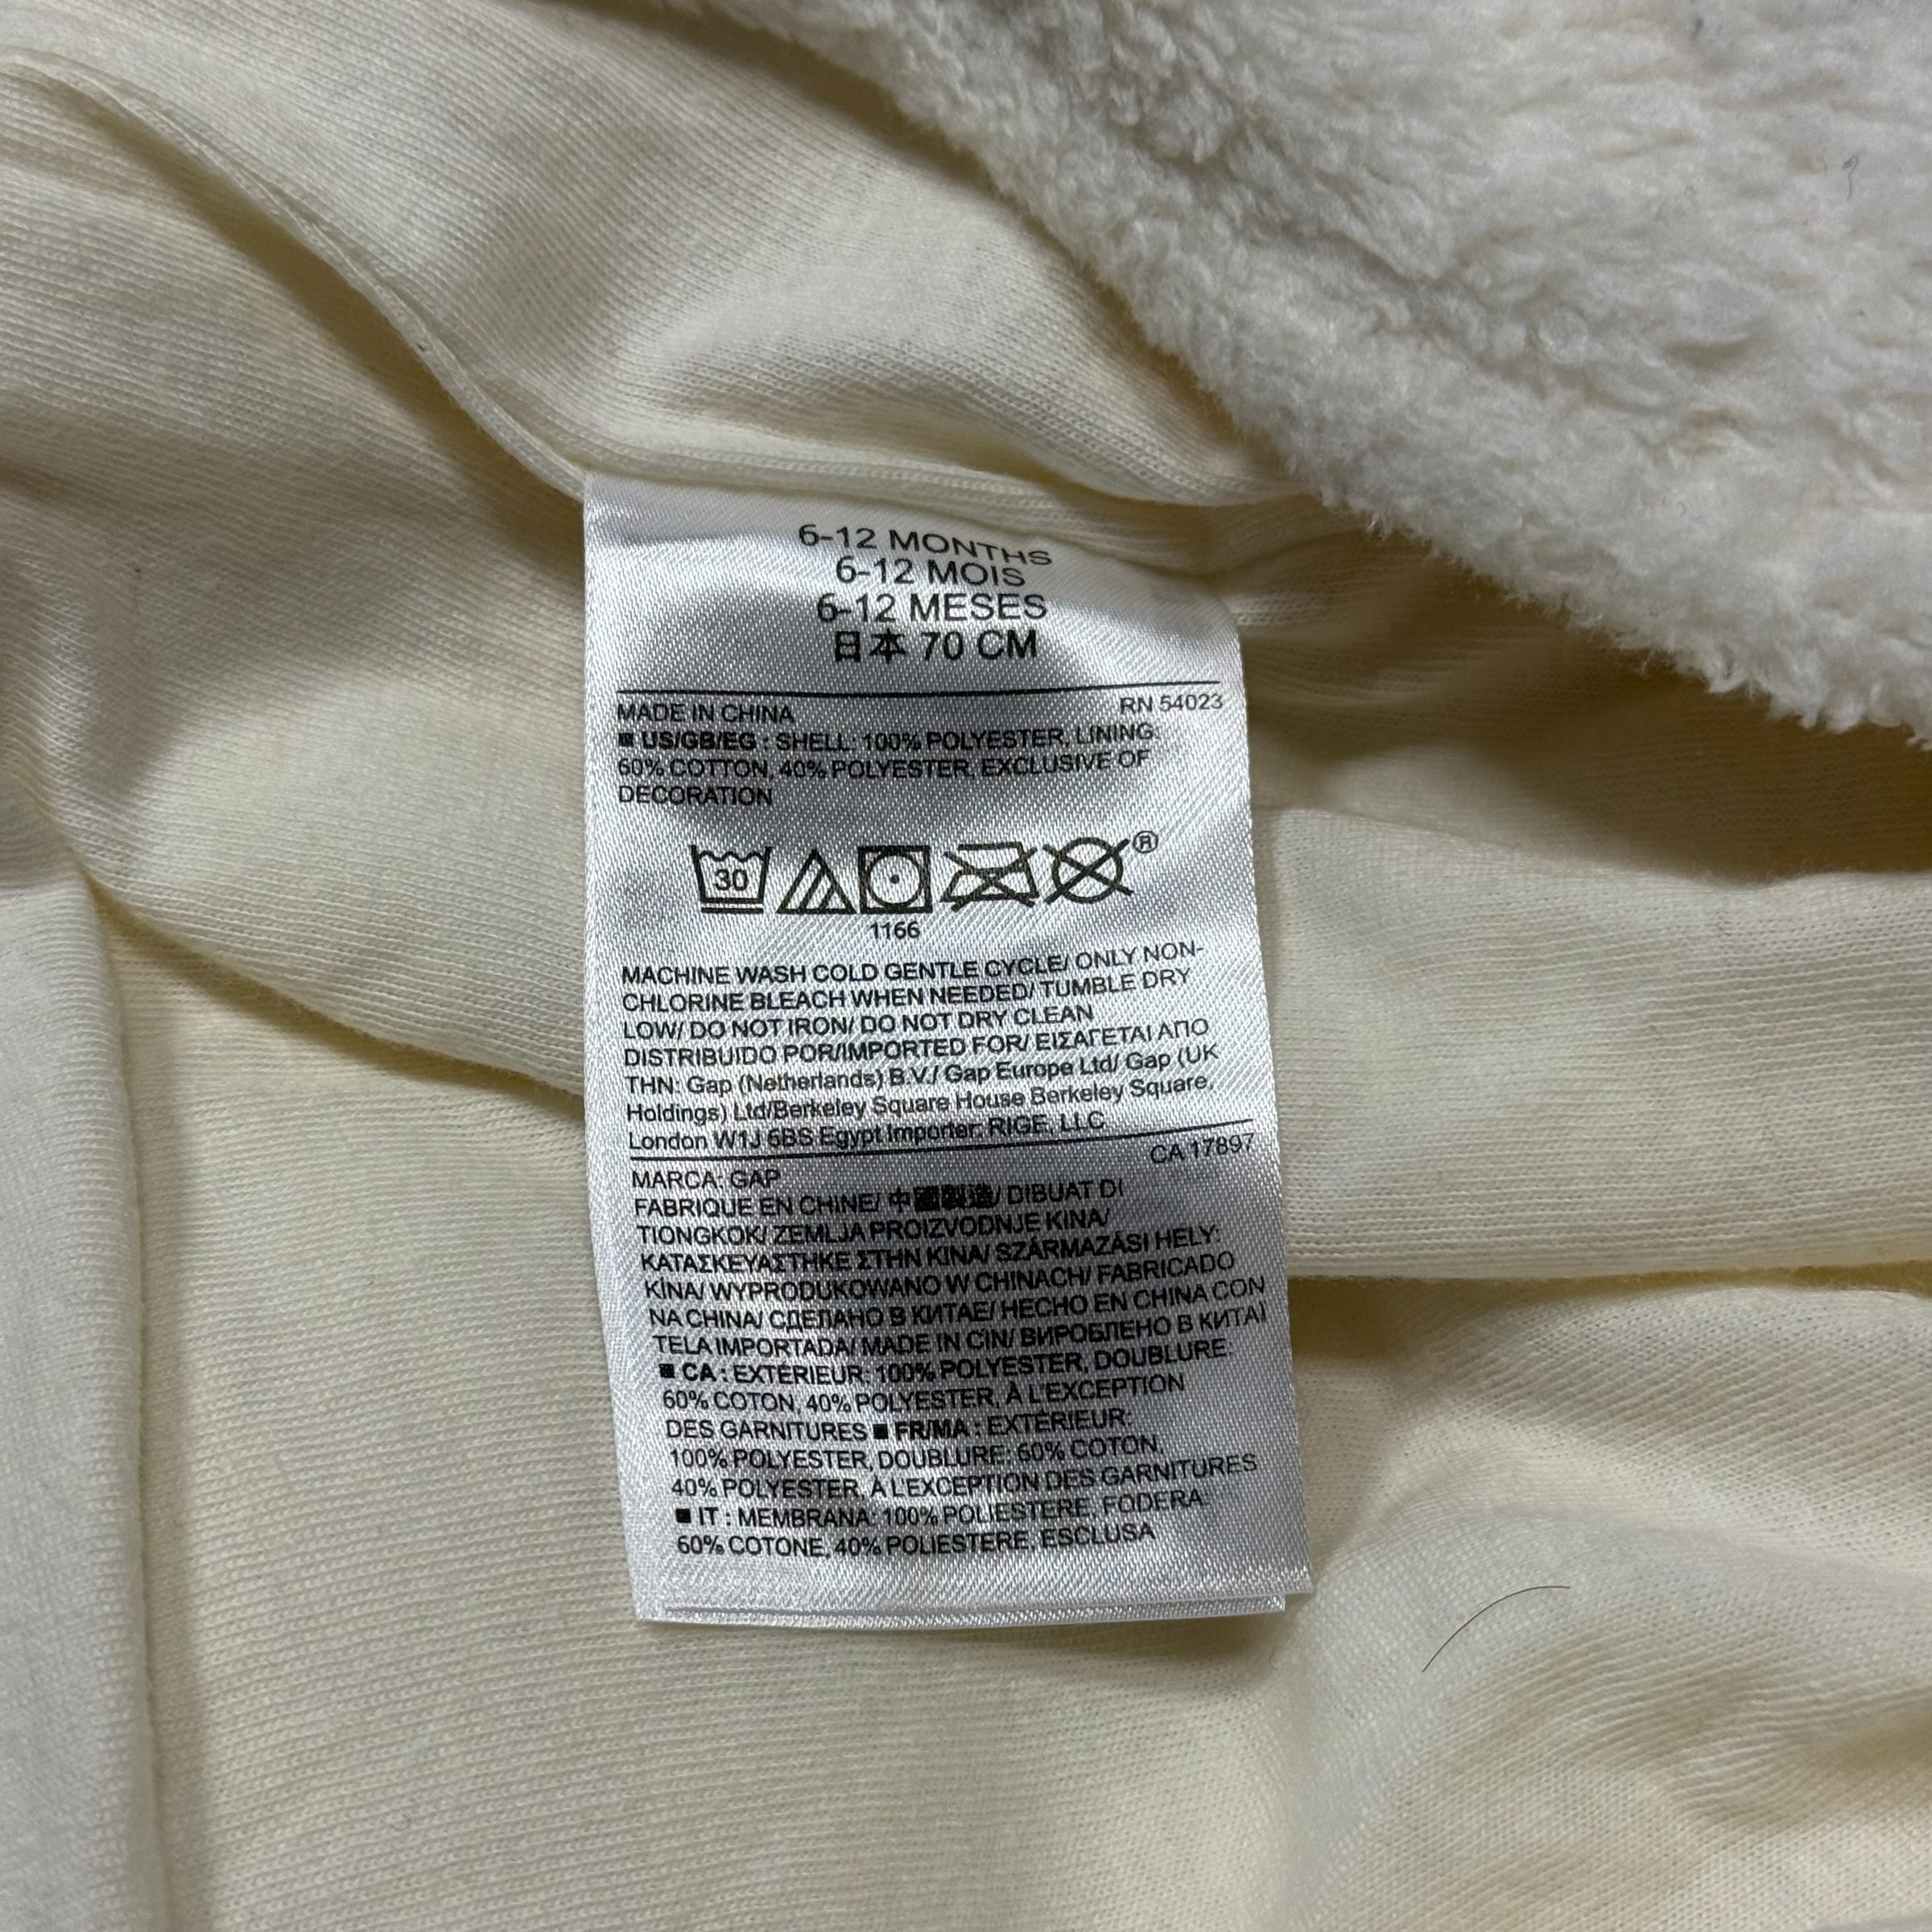 6-12 MONTHS
6-12 MOIS
6-12 MESES
日本 70 CM
MADE IN CHINA RN 54023
■ US/GB/EG : SHELL: 100% POLYESTER, LINING:
60% COTTON, 40% POLYESTER, EXCLUSIVE OF
DECORATION
30 ®
1166
MACHINE WASH COLD GENTLE CYCLE/ ONLY NON-
CHLORINE BLEACH WHEN NEEDED/ TUMBLE DRY
LOW/ DO NOT IRON/ DO NOT DRY CLEAN
DISTRIBUIDO POR/IMPORTED FOR/ ΕΙΣΑΓΕΤΑΙ ΑΠΟ
THN: Gap (Netherlands) B.V./ Gap Europe Ltd/ Gap (UK
Holdings) Ltd/Berkeley Square House Berkeley Square,
London W1J 6BS Egypt Importer: RIGE, LLC
CA 17897
MARCA: GAP
FABRIQUE EN CHINE/ 中國製造/ DIBUAT DI
TIONGKOK/ ZEMLJA PROIZVODNJE KINA/
ΚΑΤΑΣΚΕΥΑΣΤΗΚΕ ΣΤΗΝ ΚΙΝΑ/ SZÁRMAZÁSI HELY:
KÍNA/ WYPRODUKOWANO W CHINACH/ FABRICADO
NA CHINA/ СДЕЛАНО В КИТАЕ/ HECHO EN CHINA CON
TELA IMPORTADA/ MADE IN CIN/ ВИРОБЛЕНО В КИТАІ
■ CA : EXTÉRIEUR: 100% POLYESTER, DOUBLURE:
60% COTON, 40% POLYESTER, À L'EXCEPTION
DES GARNITURES ■ FR/MA : EXTÉRIEUR:
100% POLYESTER, DOUBLURE: 60% COTON,
40% POLYESTER, À L'EXCEPTION DES GARNITURES
■ IT : MEMBRANA: 100% POLIESTERE, FODERA:
60% COTONE, 40% POLIESTERE, ESCLUSA